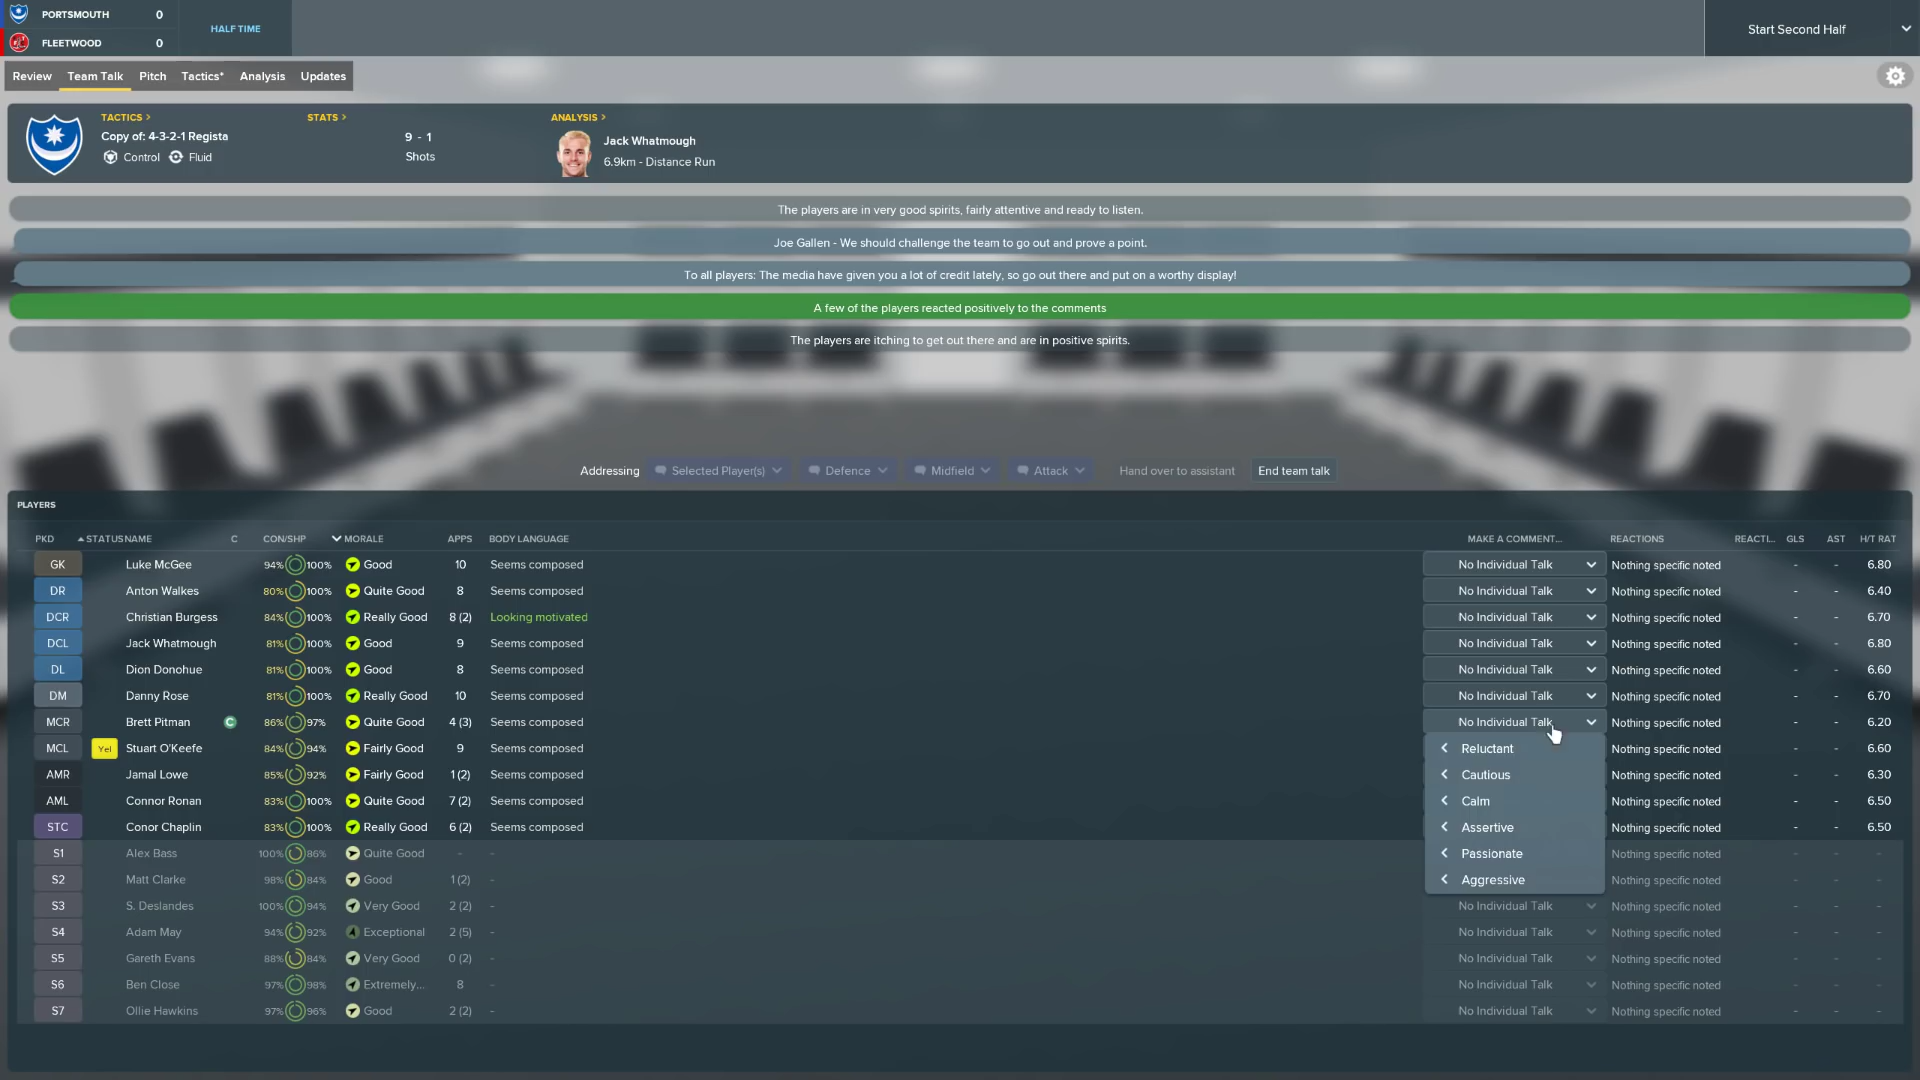 PORTSMOUTH 0
FLEETWOOD 0
HALF TIME
Start Second Half
Review Team Talk Pitch Tactics* Analysis Updates
TACTICS > STATS > ANALYSIS >
Copy of: 4-3-2-1 Regista 9 - 1 Jack Whatmough
Control Fluid Shots 6.9km - Distance Run
The players are in very good spirits, fairly attentive and ready to listen.
Joe Gallen - We should challenge the team to go out and prove a point.
To all players: The media have given you a lot of credit lately, so go out there and put on a worthy display!
A few of the players reacted positively to the comments
The players are itching to get out there and are in positive spirits.
Addressing Selected Player(s) Defence Midfield Attack Hand over to assistant End team talk
PLAYERS
PKD STATUS NAME C CON/SHP MORALE APPS BODY LANGUAGE MAKE A COMMENT... REACTIONS REACTI... GLS AST H/T RAT
GK Luke McGee 94% 100% Good 10 Seems composed No Individual Talk Nothing specific noted - - 6.80
DR Anton Walkes 80% 100% Quite Good 8 Seems composed No Individual Talk Nothing specific noted - - 6.40
DCR Christian Burgess 84% 100% Really Good 8 (2) Looking motivated No Individual Talk Nothing specific noted - - 6.70
DCL Jack Whatmough 81% 100% Good 9 Seems composed No Individual Talk Nothing specific noted - - 6.80
DL Dion Donohue 81% 100% Good 8 Seems composed No Individual Talk Nothing specific noted - - 6.60
DM Danny Rose 81% 100% Really Good 10 Seems composed No Individual Talk Nothing specific noted - - 6.70
MCR Brett Pitman C 86% 97% Quite Good 4 (3) Seems composed No Individual Talk Nothing specific noted - - 6.20
MCL Yel Stuart O'Keefe 84% 94% Fairly Good 9 Seems composed Reluctant Nothing specific noted - - 6.60
AMR Jamal Lowe 85% 92% Fairly Good 1 (2) Seems composed Cautious Nothing specific noted - - 6.30
AML Connor Ronan 83% 100% Quite Good 7 (2) Seems composed Calm Nothing specific noted - - 6.50
STC Conor Chaplin 83% 100% Really Good 6 (2) Seems composed Assertive Nothing specific noted - - 6.50
S1 Alex Bass 100% 86% Quite Good - - Passionate Nothing specific noted - - -
S2 Matt Clarke 98% 84% Good 1 (2) - Aggressive Nothing specific noted - - -
S3 S. Deslandes 100% 94% Very Good 2 (2) - No Individual Talk Nothing specific noted - - -
S4 Adam May 94% 92% Exceptional 2 (5) - No Individual Talk Nothing specific noted - - -
S5 Gareth Evans 88% 84% Very Good 0 (2) - No Individual Talk Nothing specific noted - - -
S6 Ben Close 97% 98% Extremely... 8 - No Individual Talk Nothing specific noted - - -
S7 Ollie Hawkins 97% 96% Good 2 (2) - No Individual Talk Nothing specific noted - - -